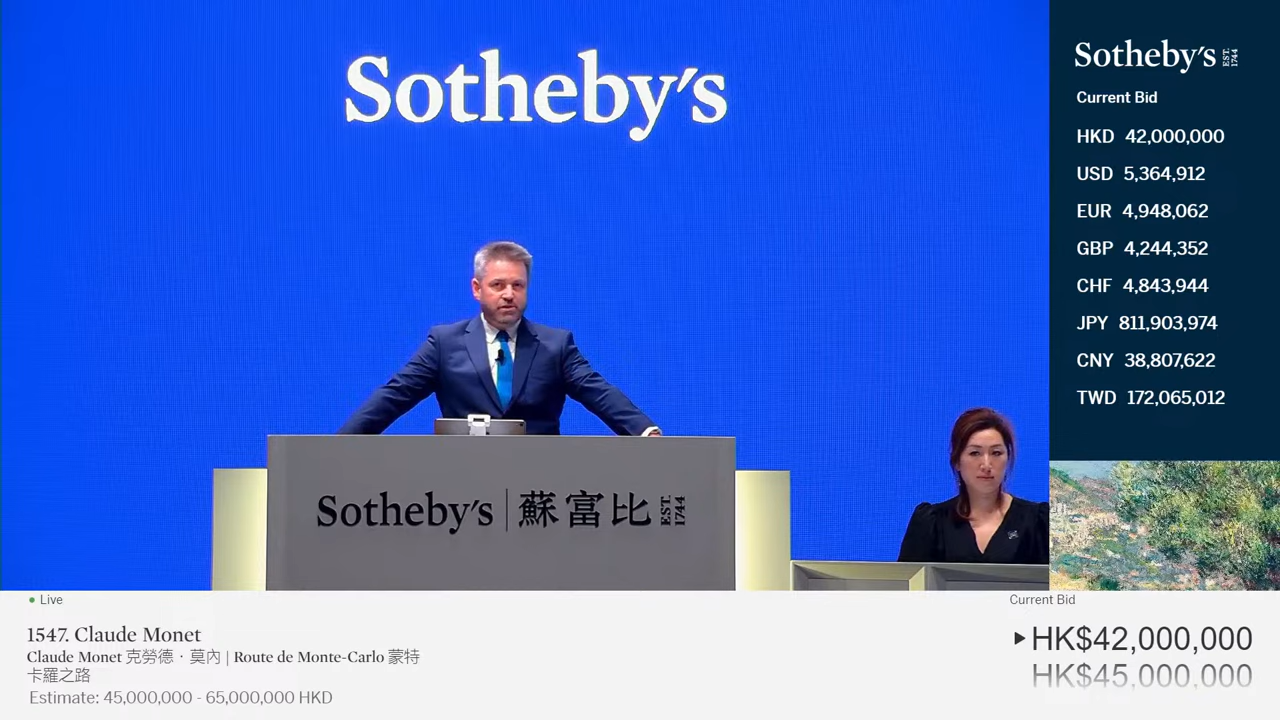 Sotheby's
Sotheby's EST. 1744
Current Bid
HKD 42,000,000
USD 5,364,912
EUR 4,948,062
GBP 4,244,352
CHF 4,843,944
JPY 811,903,974
CNY 38,807,622
TWD 172,065,012
Sotheby's | 蘇富比 EST. 1744
Live
1547. Claude Monet
Claude Monet 克勞德 · 莫內 | Route de Monte-Carlo 蒙特
卡羅之路
Estimate: 45,000,000 - 65,000,000 HKD
Current Bid
HK$42,000,000
HK$45,000,000